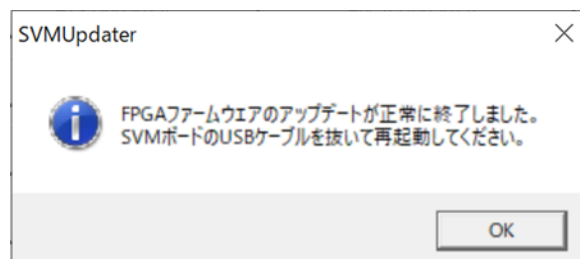 SVMUpdater
FPGAファームウェアのアップデートが正常に終了しました。
SVMボードのUSBケーブルを抜いて再起動してください。
OK